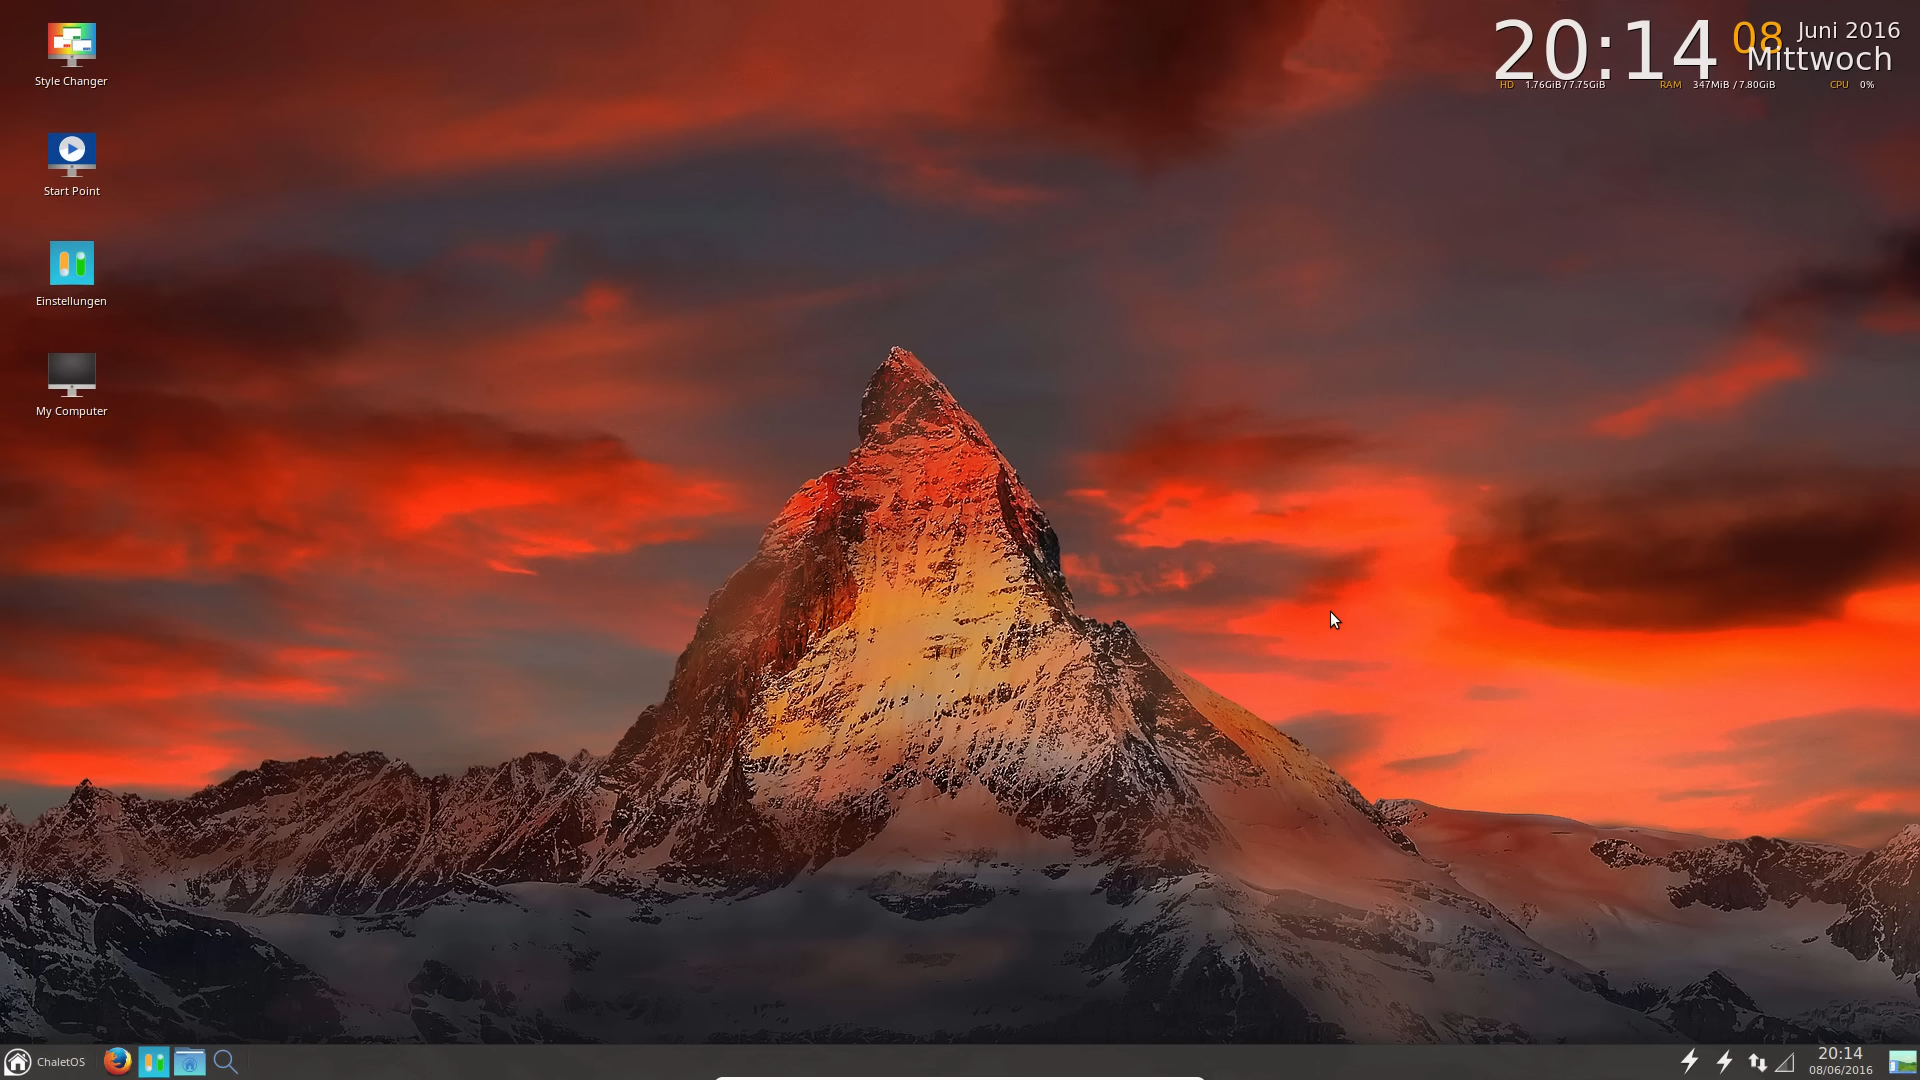 Style Changer
Start Point
Einstellungen
My Computer
20:14 08 Juni 2016
Mittwoch
HD 1.76GiB / 7.75GiB RAM 347MiB / 7.80GiB CPU 0%
ChaletOS
20:14
08/06/2016